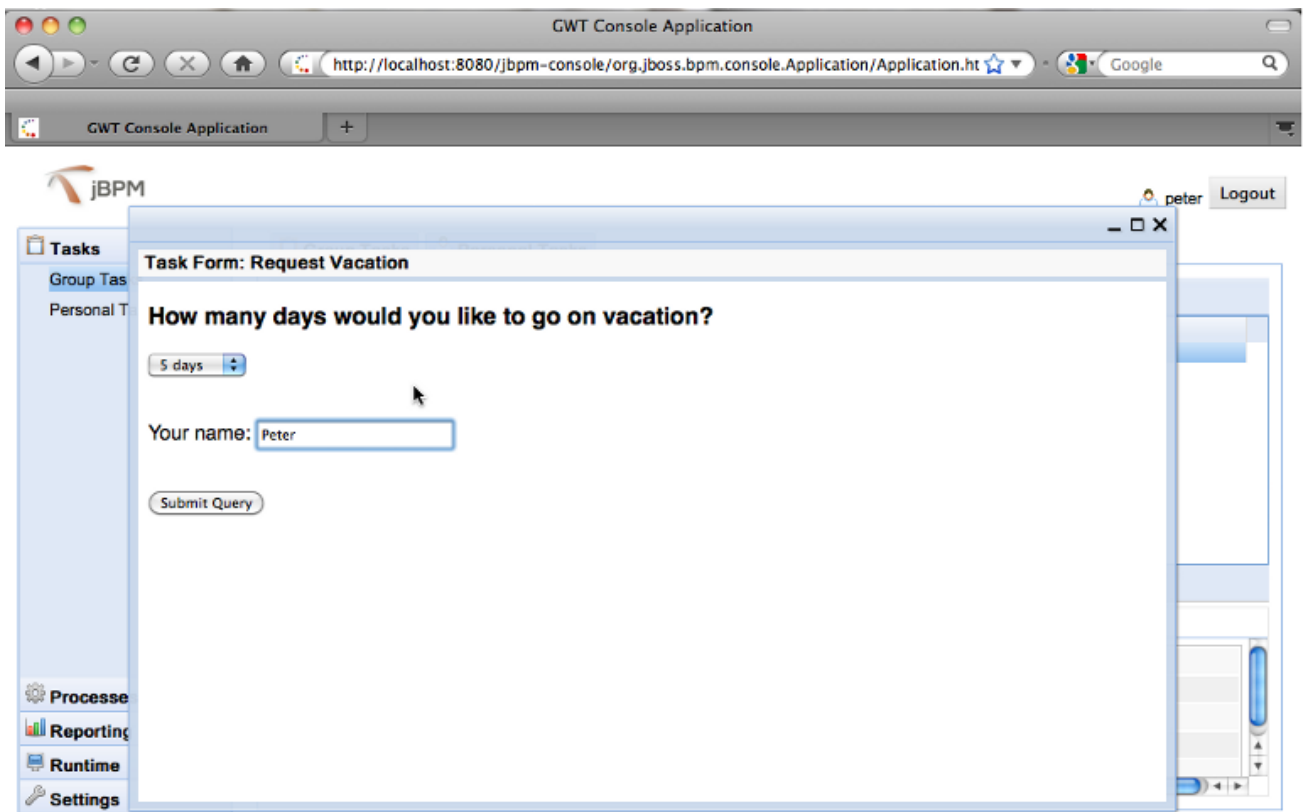 GWT Console Application
http://localhost:8080/jbpm-console/org.jboss.bpm.console.Application/Application.ht
Google
GWT Console Application
+
jBPM
peter
Logout
Tasks
Group Tas
Personal T
Task Form: Request Vacation
How many days would you like to go on vacation?
5 days
Your name: Peter
Submit Query
Processe
Reporting
Runtime
Settings